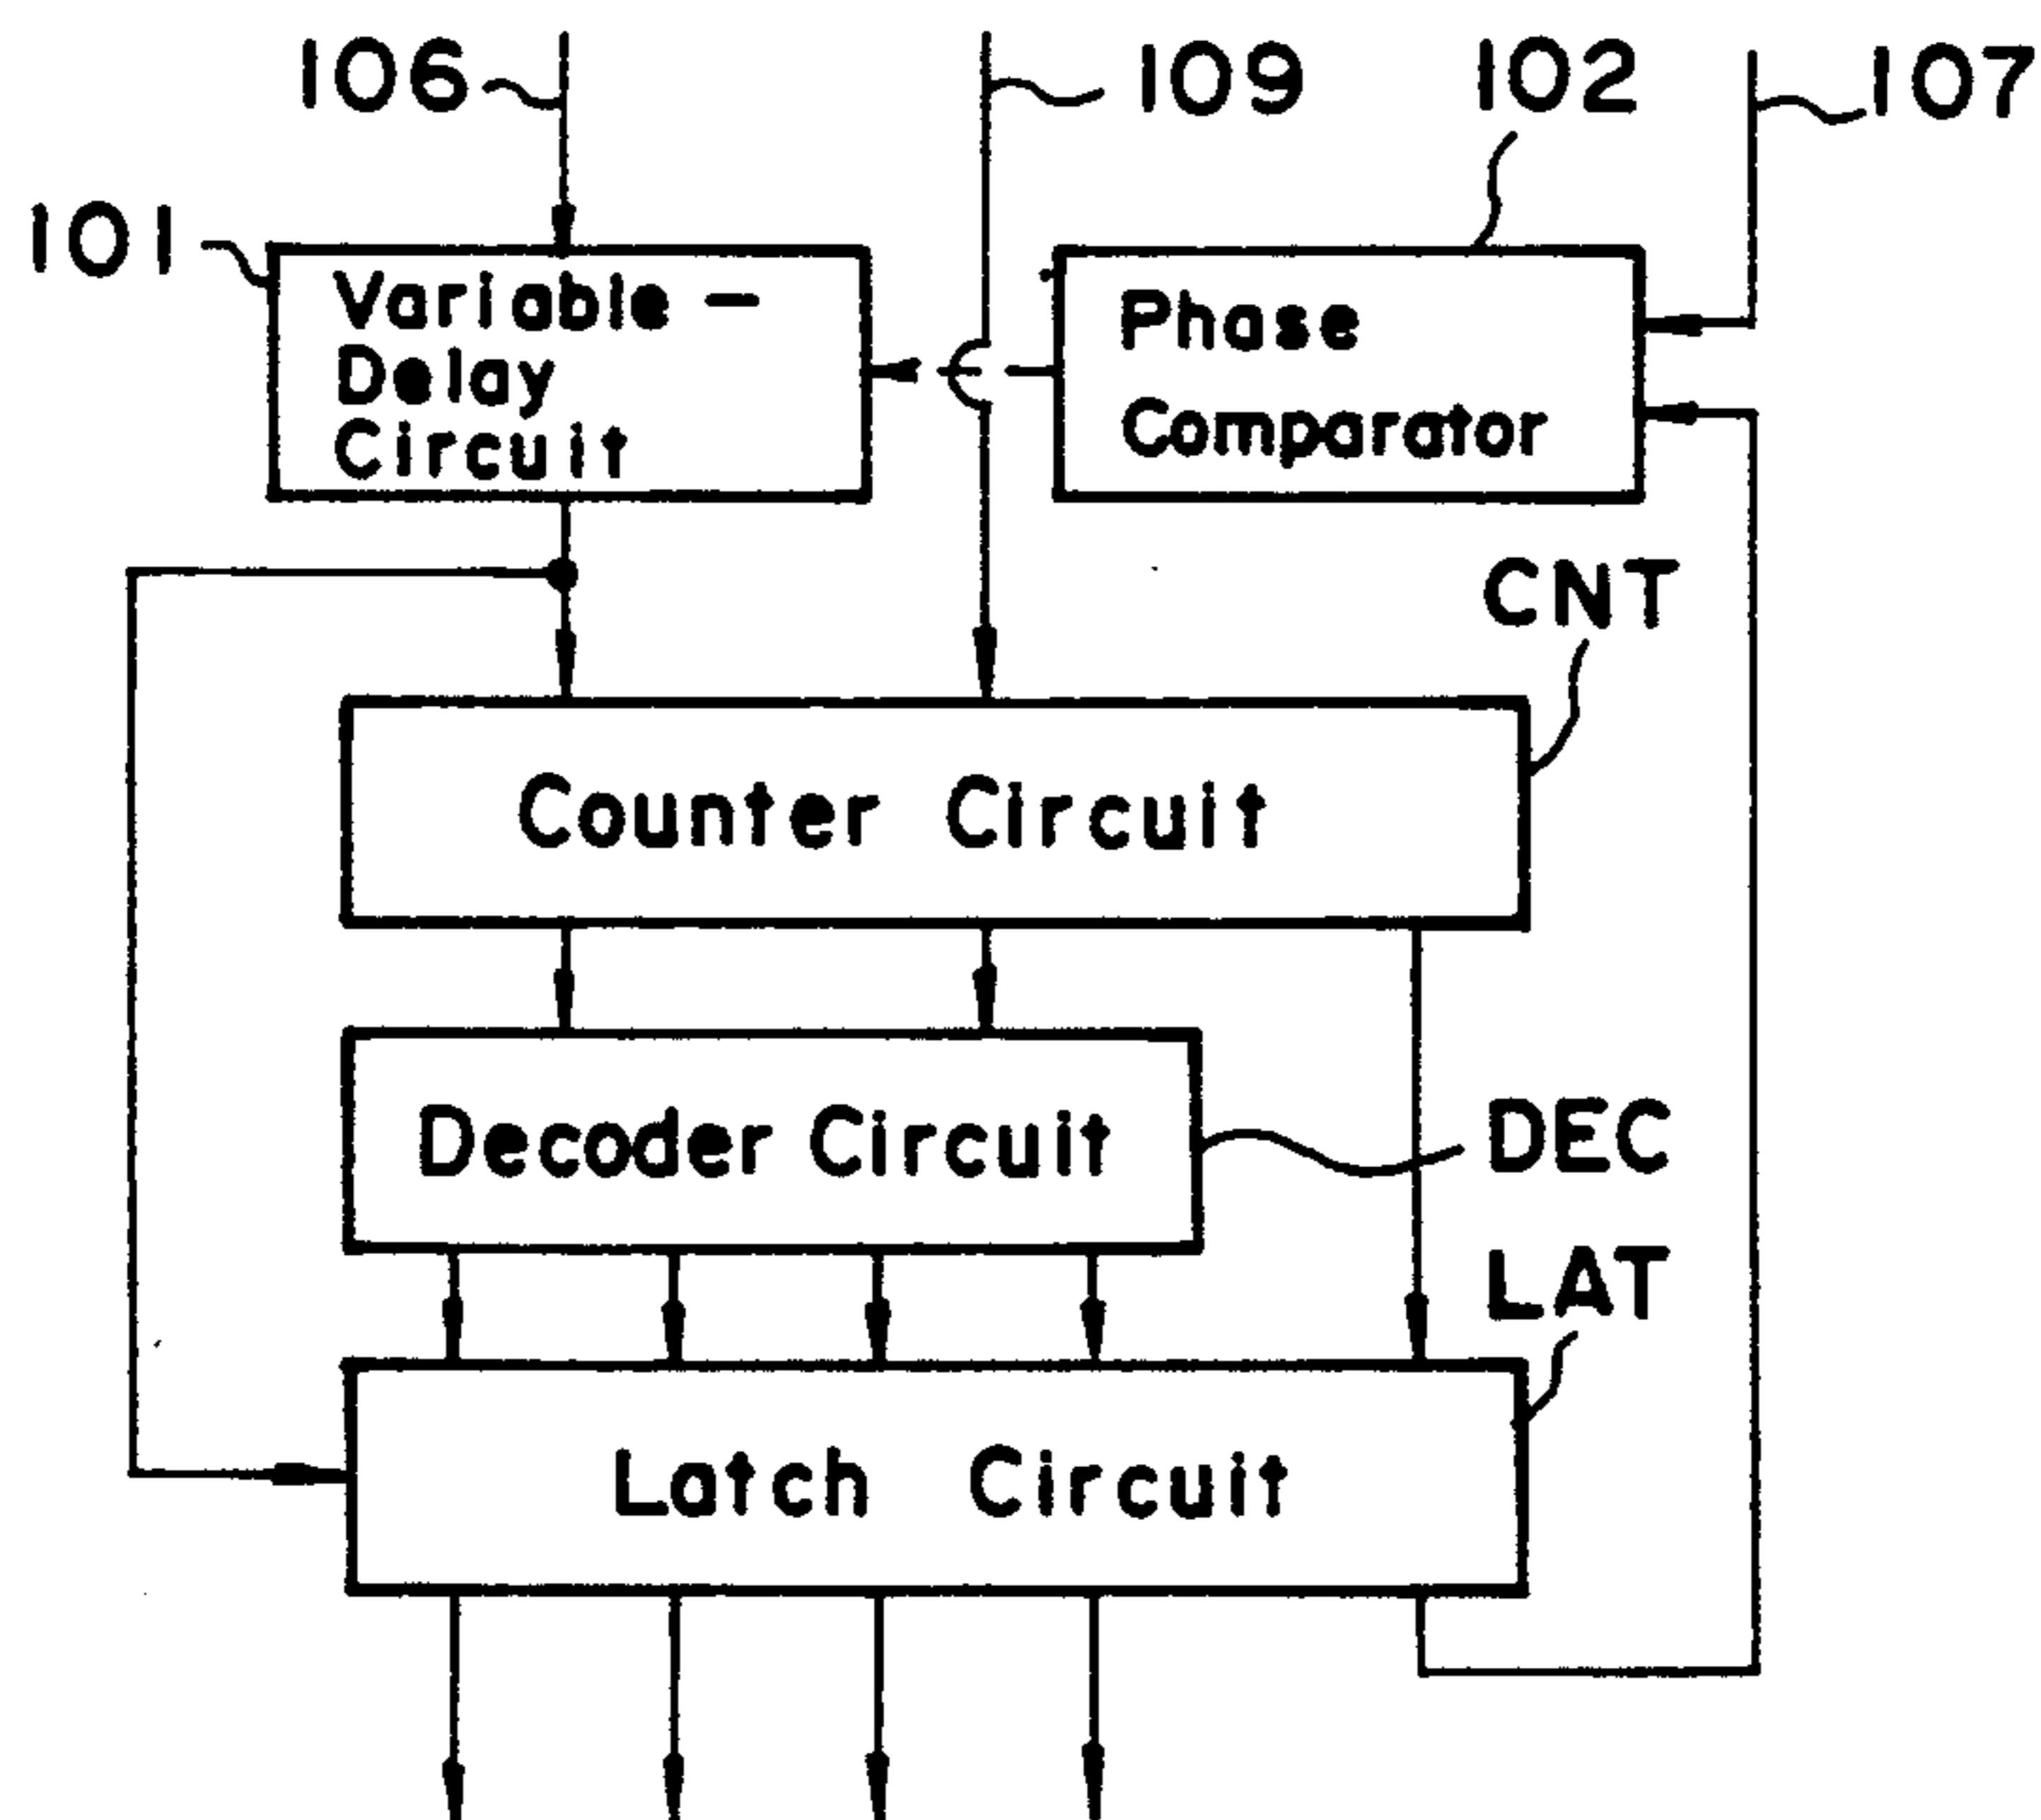 106
109
102
107
101
Variable-
Delay
Circuit
Phase
Comparator
CNT
Counter Circuit
Decoder Circuit
DEC
LAT
Latch Circuit